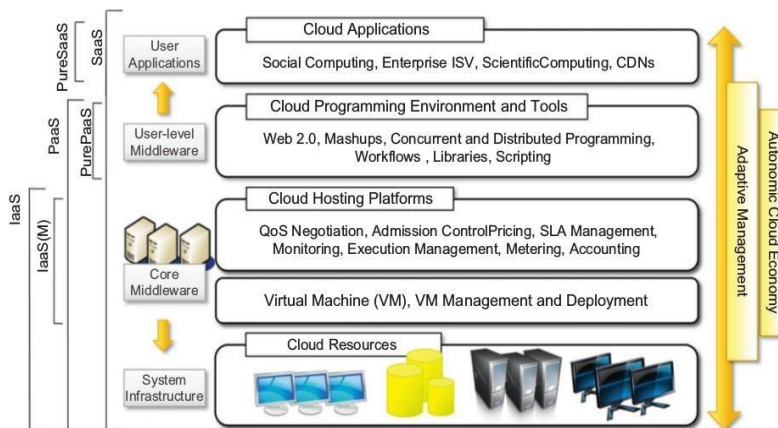 PureSaaS
SaaS
PaaS
PurePaaS
IaaS
IaaS(M)
User
Applications
User-level
Middleware
Core
Middleware
System
Infrastructure
Cloud Applications
Social Computing, Enterprise ISV, ScientificComputing, CDNs
Cloud Programming Environment and Tools
Web 2.0, Mashups, Concurrent and Distributed Programming,
Workflows , Libraries, Scripting
Cloud Hosting Platforms
QoS Negotiation, Admission ControlPricing, SLA Management,
Monitoring, Execution Management, Metering, Accounting
Virtual Machine (VM), VM Management and Deployment
Cloud Resources
Adaptive Management
Autonomic Cloud Economy